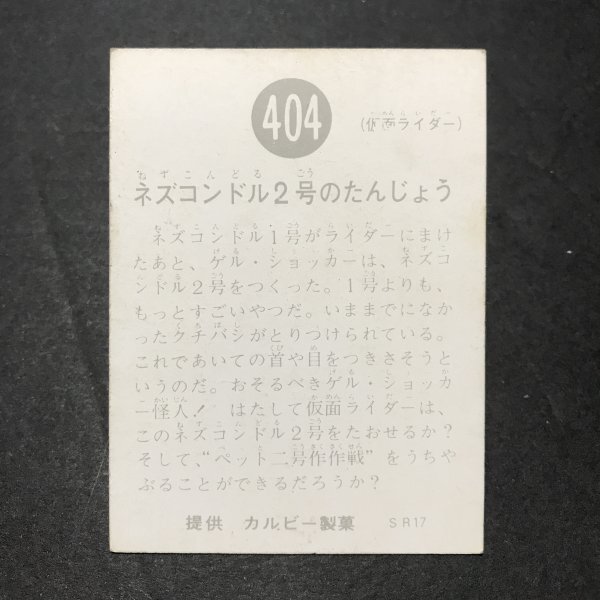 404
(仮面ライダー)
ネズコンドル2号のたんじょう
ネズコンドル1号がライダーにまけ
たあと、ゲル・ショッカーは、ネズコ
ンドル2号をつくった。1号よりも、
もっとすごいやつだ。いままでになか
ったクチバシがとりつけられている。
これであいての首や目をつきさそうと
いうのだ。おそるべきゲル・ショッカ
ー怪人! はたして仮面ライダーは、
このネズコンドル2号をたおせるか?
そして、“ペット二号作作戦”をうちや
ぶることができるだろうか?
提供 カルビー製菓 SR17